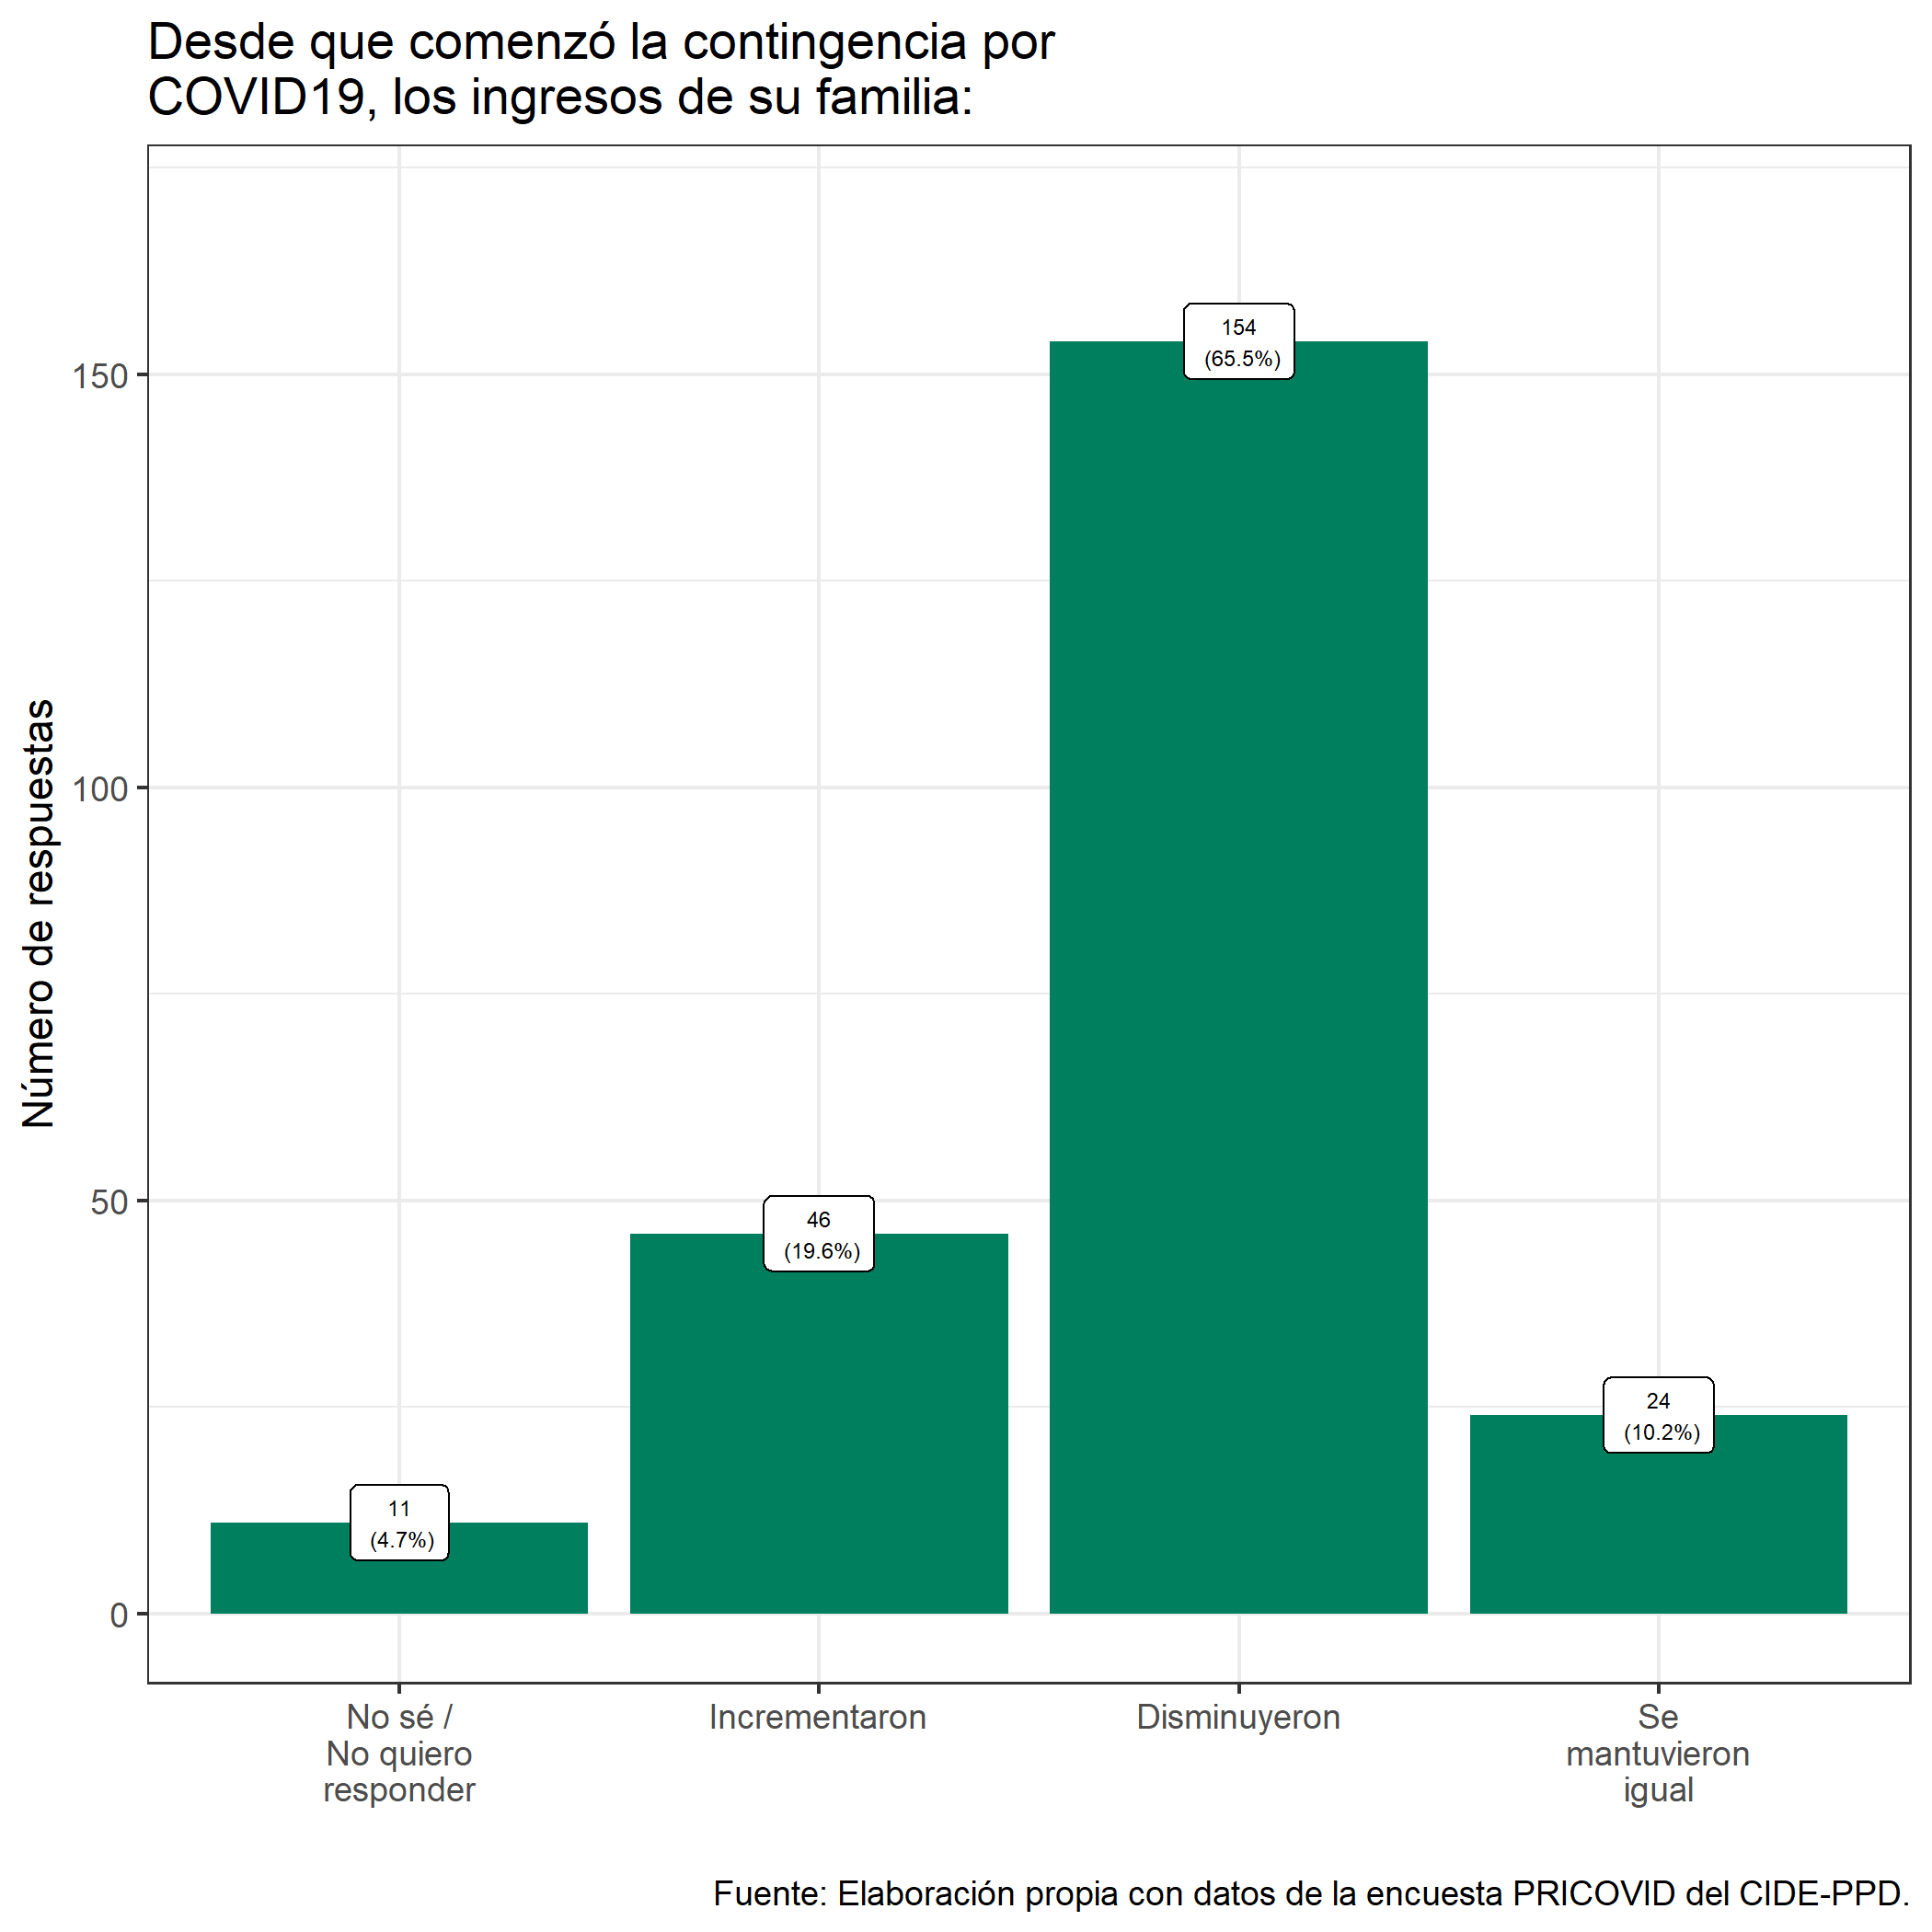 Desde que comenzó la contingencia por
COVID19, los ingresos de su familia:
Número de respuestas
150
100
50
0
11
(4.7%)
46
(19.6%)
154
(65.5%)
24
(10.2%)
No sé /
No quiero
responder
Incrementaron
Disminuyeron
Se
mantuvieron
igual
Fuente: Elaboración propia con datos de la encuesta PRICOVID del CIDE-PPD.